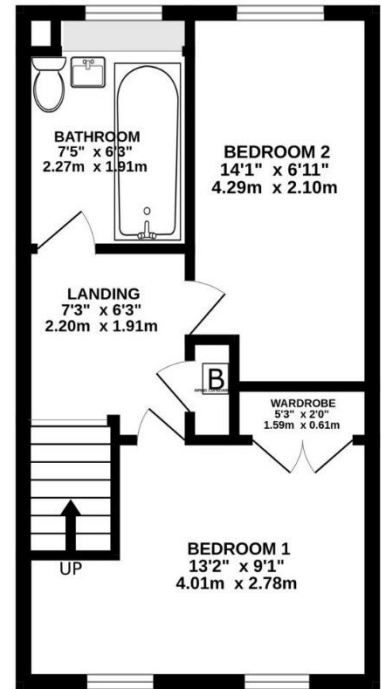 BATHROOM
7'5" x 6'3"
2.27m x 1.91m
BEDROOM 2
14'1" x 6'11"
4.29m x 2.10m
LANDING
7'3" x 6'3"
2.20m x 1.91m
B
WARDROBE
5'3" x 2'0"
1.59m x 0.61m
UP
BEDROOM 1
13'2" x 9'1"
4.01m x 2.78m